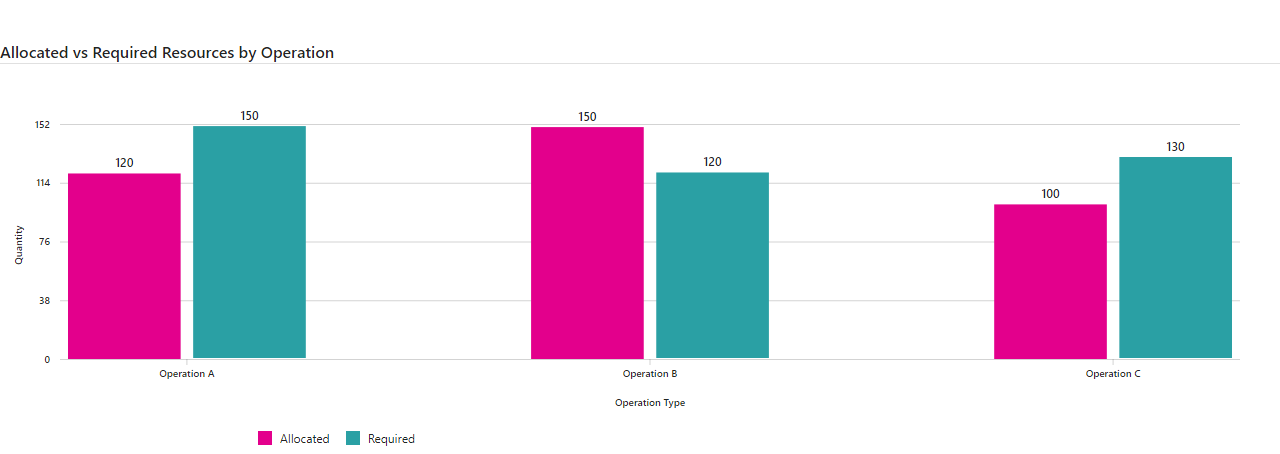 Allocated vs Required Resources by Operation
150
150
152
130
120
120
114
100
76
Quantity
38
0
Operation A
Operation B
Operation C
Operation Type
Allocated
Required